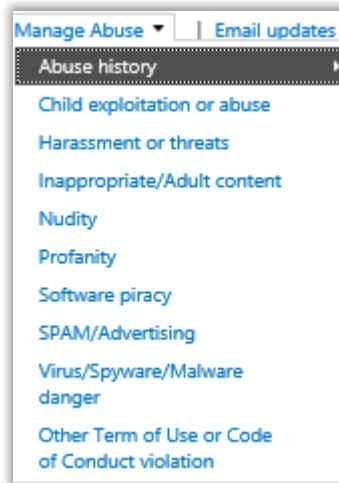 Manage Abuse ▼ | Email updates
Abuse history
Child exploitation or abuse
Harassment or threats
Inappropriate/Adult content
Nudity
Profanity
Software piracy
SPAM/Advertising
Virus/Spyware/Malware
danger
Other Term of Use or Code
of Conduct violation